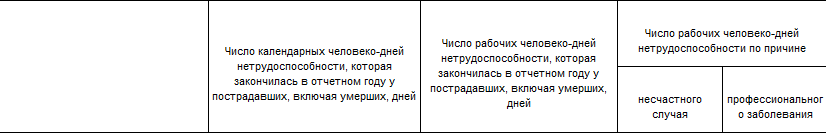 Число календарных человеко-дней
нетрудоспособности, которая
закончилась в отчетном году у
пострадавших, включая умерших, дней
Число рабочих человеко-дней
нетрудоспособности, которая
закончилась в отчетном году у
пострадавших, включая умерших,
дней
Число рабочих человеко-дней
нетрудоспособности по причине
несчастного
случая
профессиональног
о заболевания